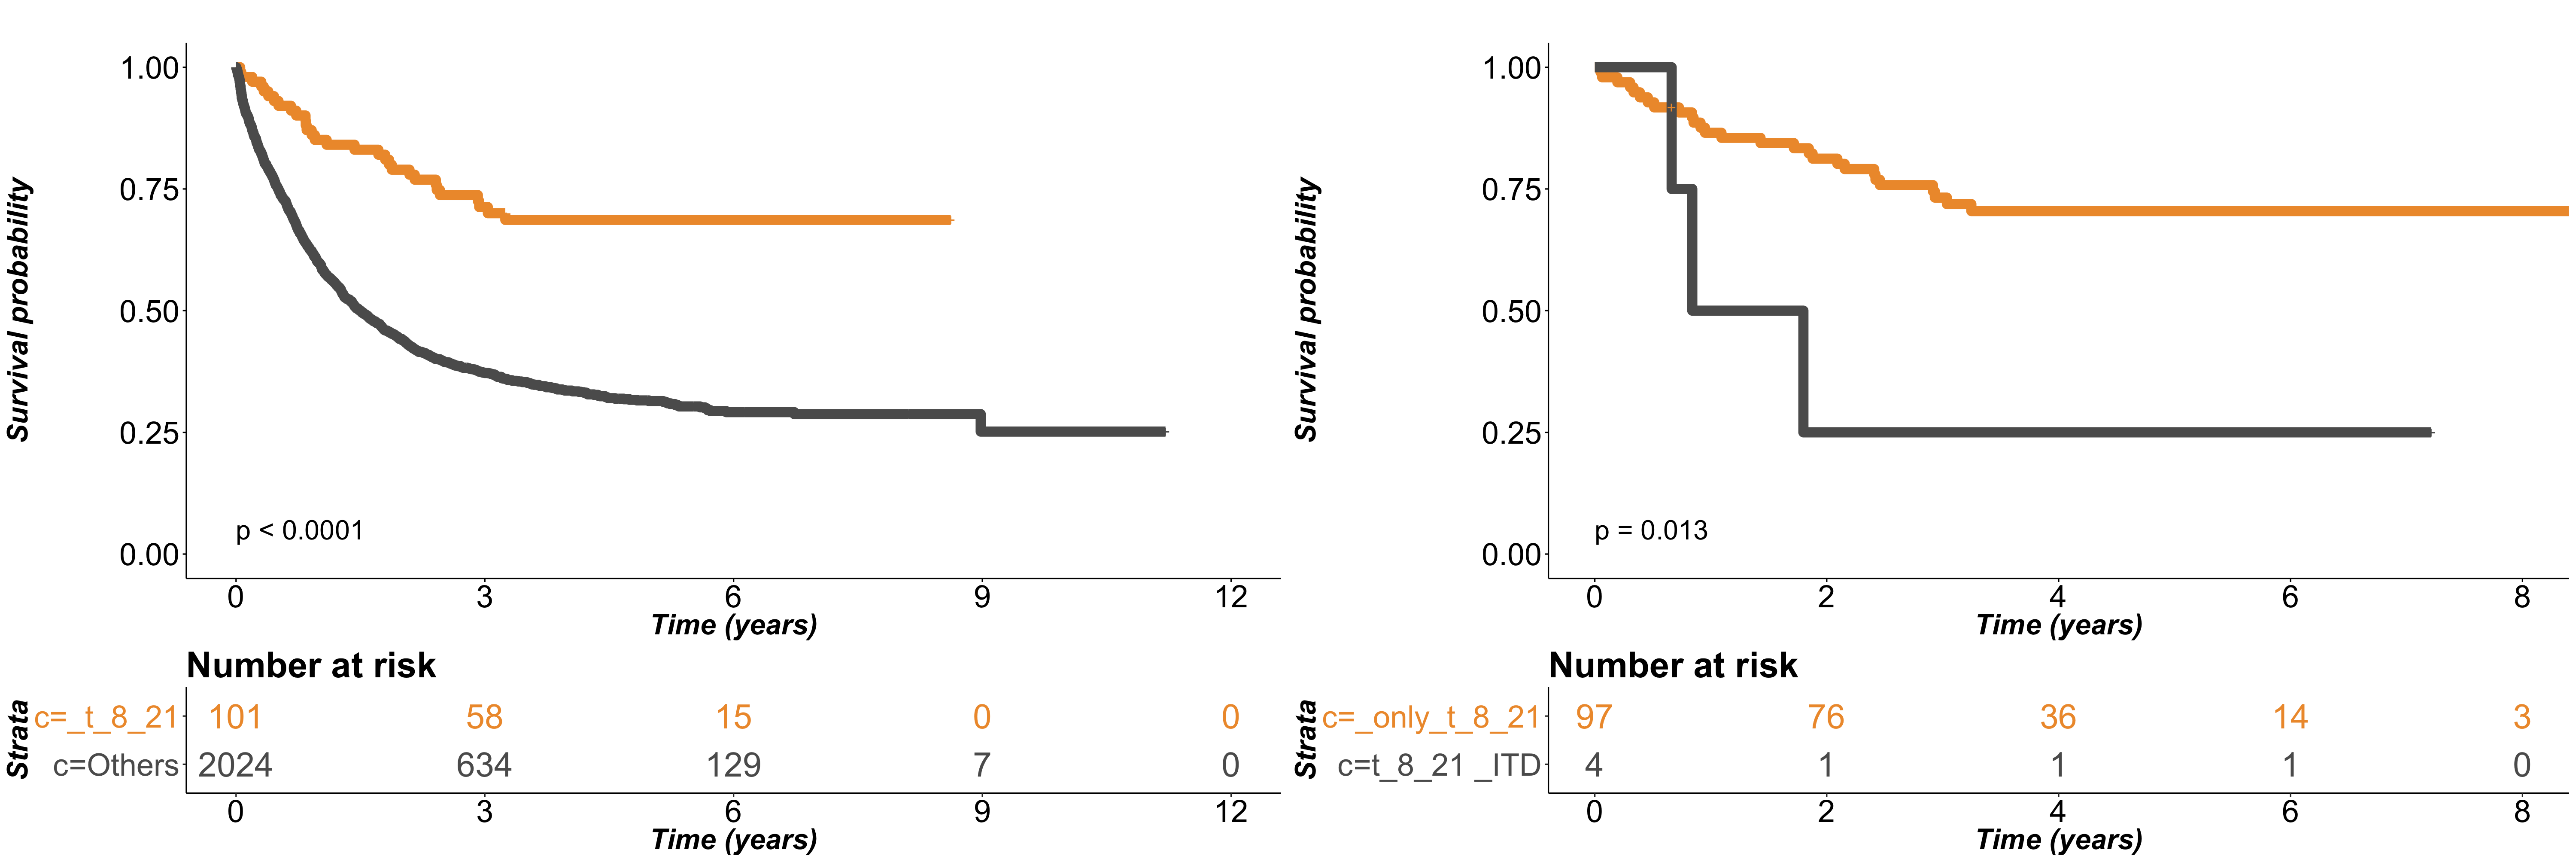 Survival probability
1.00
0.75
0.50
0.25
0.00
p < 0.0001
0 3 6 9 12
Time (years)
Number at risk
Strata
c=_t_8_21 101 58 15 0 0
c=Others 2024 634 129 7 0
0 3 6 9 12
Time (years)
Survival probability
1.00
0.75
0.50
0.25
0.00
p = 0.013
0 2 4 6 8
Time (years)
Number at risk
Strata
c=_only_t_8_21 97 76 36 14 3
c=t_8_21 _ITD 4 1 1 1 0
0 2 4 6 8
Time (years)